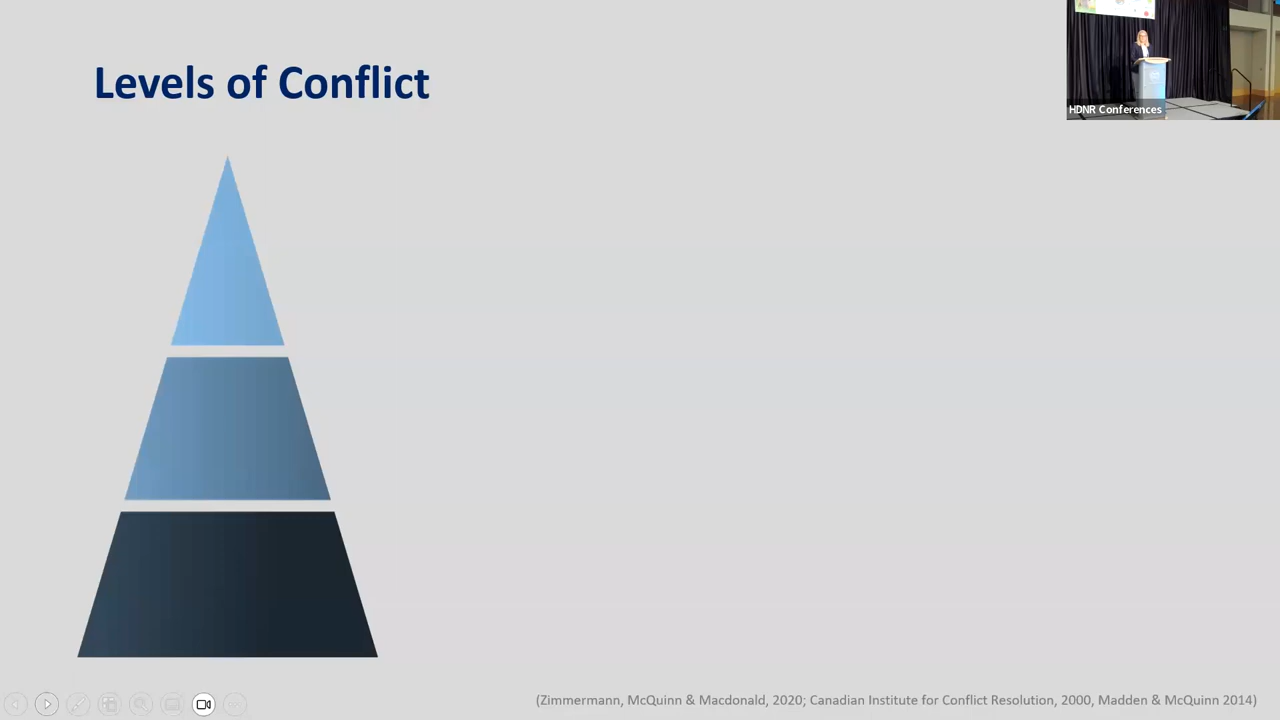 Levels of Conflict
HDNR Conferences
(Zimmermann, McQuinn & Macdonald, 2020; Canadian Institute for Conflict Resolution, 2000, Madden & McQuinn 2014)